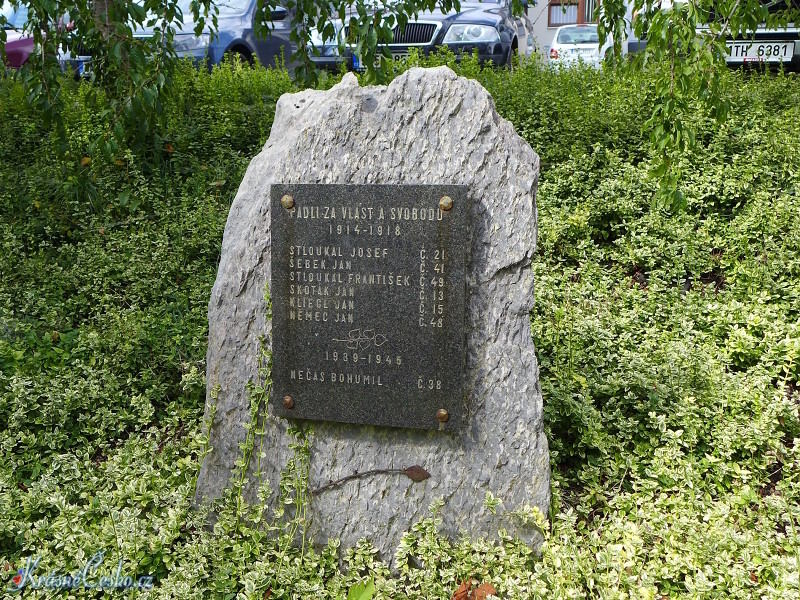 1TH 6381
PADLI ZA VLAST A SVOBODU
1914-1918
STLOUKAL JOSEF Č. 21
ŠEBEK JAN Č. 41
STLOUKAL FRANTIŠEK Č. 49
SKOTÁK JAN Č. 13
KLIEGL JAN Č. 15
NĚMEC JAN Č. 48
1939-1945
NEČAS BOHUMIL Č. 38
KrásnéČesko.cz